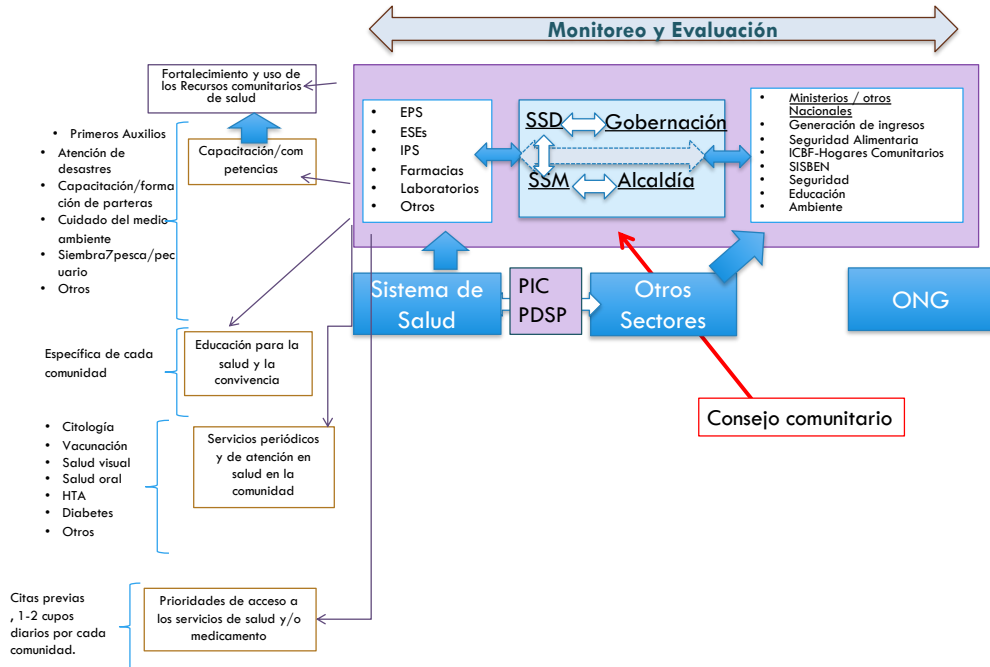 Monitoreo y Evaluación
Fortalecimiento y uso de
los Recursos comunitarios
de salud
• Primeros Auxilios
• Atención de
desastres
• Capacitación/forma
ción de parteras
• Cuidado del medio
ambiente
• Siembra7pesca/pec
uario
• Otros
Capacitación/com
petencias
• EPS
• ESEs
• IPS
• Farmacias
• Laboratorios
• Otros
SSD Gobernación
SSM Alcaldía
• Ministerios / otros
Nacionales
• Generación de ingresos
• Seguridad Alimentaria
• ICBF-Hogares Comunitarios
• SISBEN
• Seguridad
• Educación
• Ambiente
Sistema de
Salud
PIC
PDSP
Otros
Sectores
ONG
Consejo comunitario
Específica de cada
comunidad
Educación para la
salud y la
convivencia
• Citología
• Vacunación
• Salud visual
• Salud oral
• HTA
• Diabetes
• Otros
Servicios periódicos
y de atención en
salud en la
comunidad
Citas previas
, 1-2 cupos
diarios por cada
comunidad.
Prioridades de acceso a
los servicios de salud y/o
medicamento